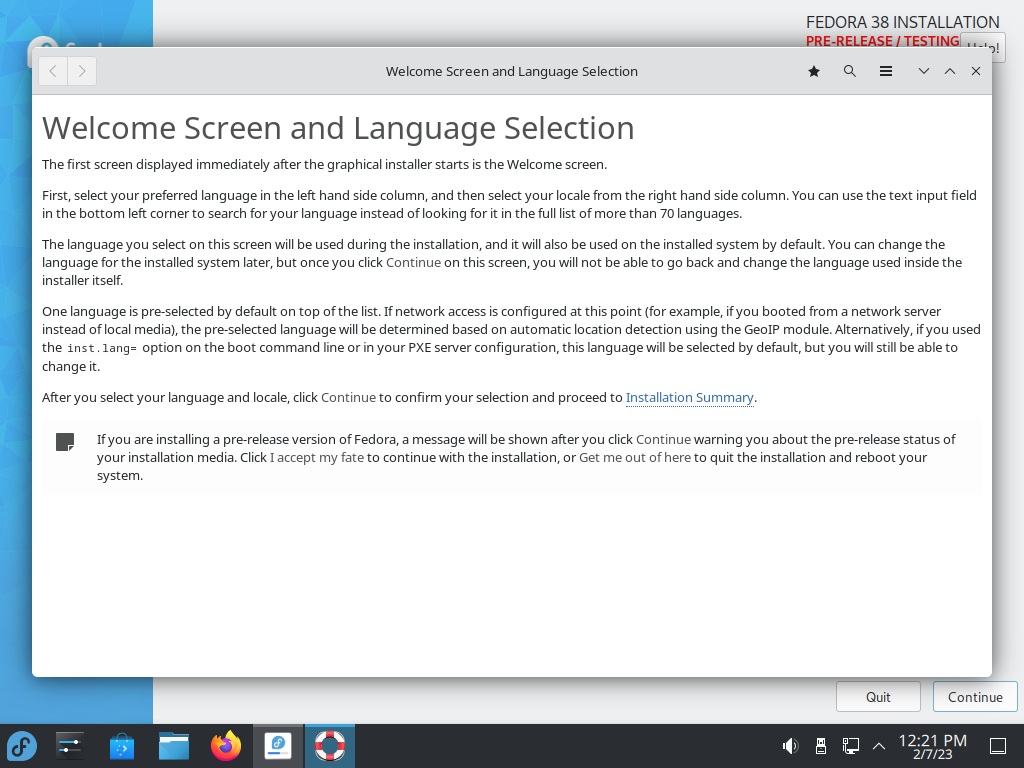 FEDORA 38 INSTALLATION
PRE-RELEASE / TESTING
Help!
Welcome Screen and Language Selection
Welcome Screen and Language Selection
The first screen displayed immediately after the graphical installer starts is the Welcome screen.
First, select your preferred language in the left hand side column, and then select your locale from the right hand side column. You can use the text input field
in the bottom left corner to search for your language instead of looking for it in the full list of more than 70 languages.
The language you select on this screen will be used during the installation, and it will also be used on the installed system by default. You can change the
language for the installed system later, but once you click Continue on this screen, you will not be able to go back and change the language used inside the
installer itself.
One language is pre-selected by default on top of the list. If network access is configured at this point (for example, if you booted from a network server
instead of local media), the pre-selected language will be determined based on automatic location detection using the GeoIP module. Alternatively, if you used
the inst.lang= option on the boot command line or in your PXE server configuration, this language will be selected by default, but you will still be able to
change it.
After you select your language and locale, click Continue to confirm your selection and proceed to Installation Summary.
If you are installing a pre-release version of Fedora, a message will be shown after you click Continue warning you about the pre-release status of
your installation media. Click I accept my fate to continue with the installation, or Get me out of here to quit the installation and reboot your
system.
Quit
Continue
12:21 PM
2/7/23